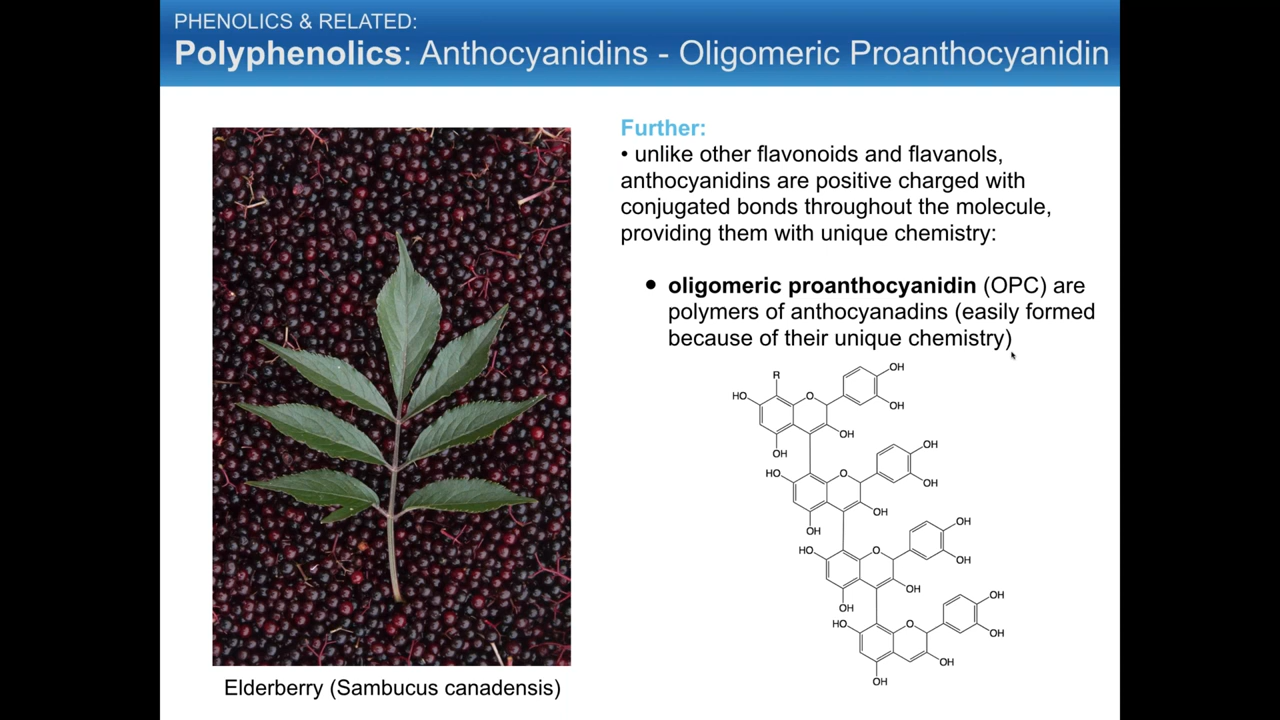 PHENOLICS & RELATED:
Polyphenolics: Anthocyanidins - Oligomeric Proanthocyanidin
Further:
• unlike other flavonoids and flavanols,
anthocyanidins are positive charged with
conjugated bonds throughout the molecule,
providing them with unique chemistry:
• oligomeric proanthocyanidin (OPC) are
polymers of anthocyanadins (easily formed
because of their unique chemistry)
OH
R
HO
O
OH
OH
OH
OH
HO
O
OH
OH
OH
OH
HO
O
OH
OH
OH
OH
HO
O
OH
OH
OH
Elderberry (Sambucus canadensis)